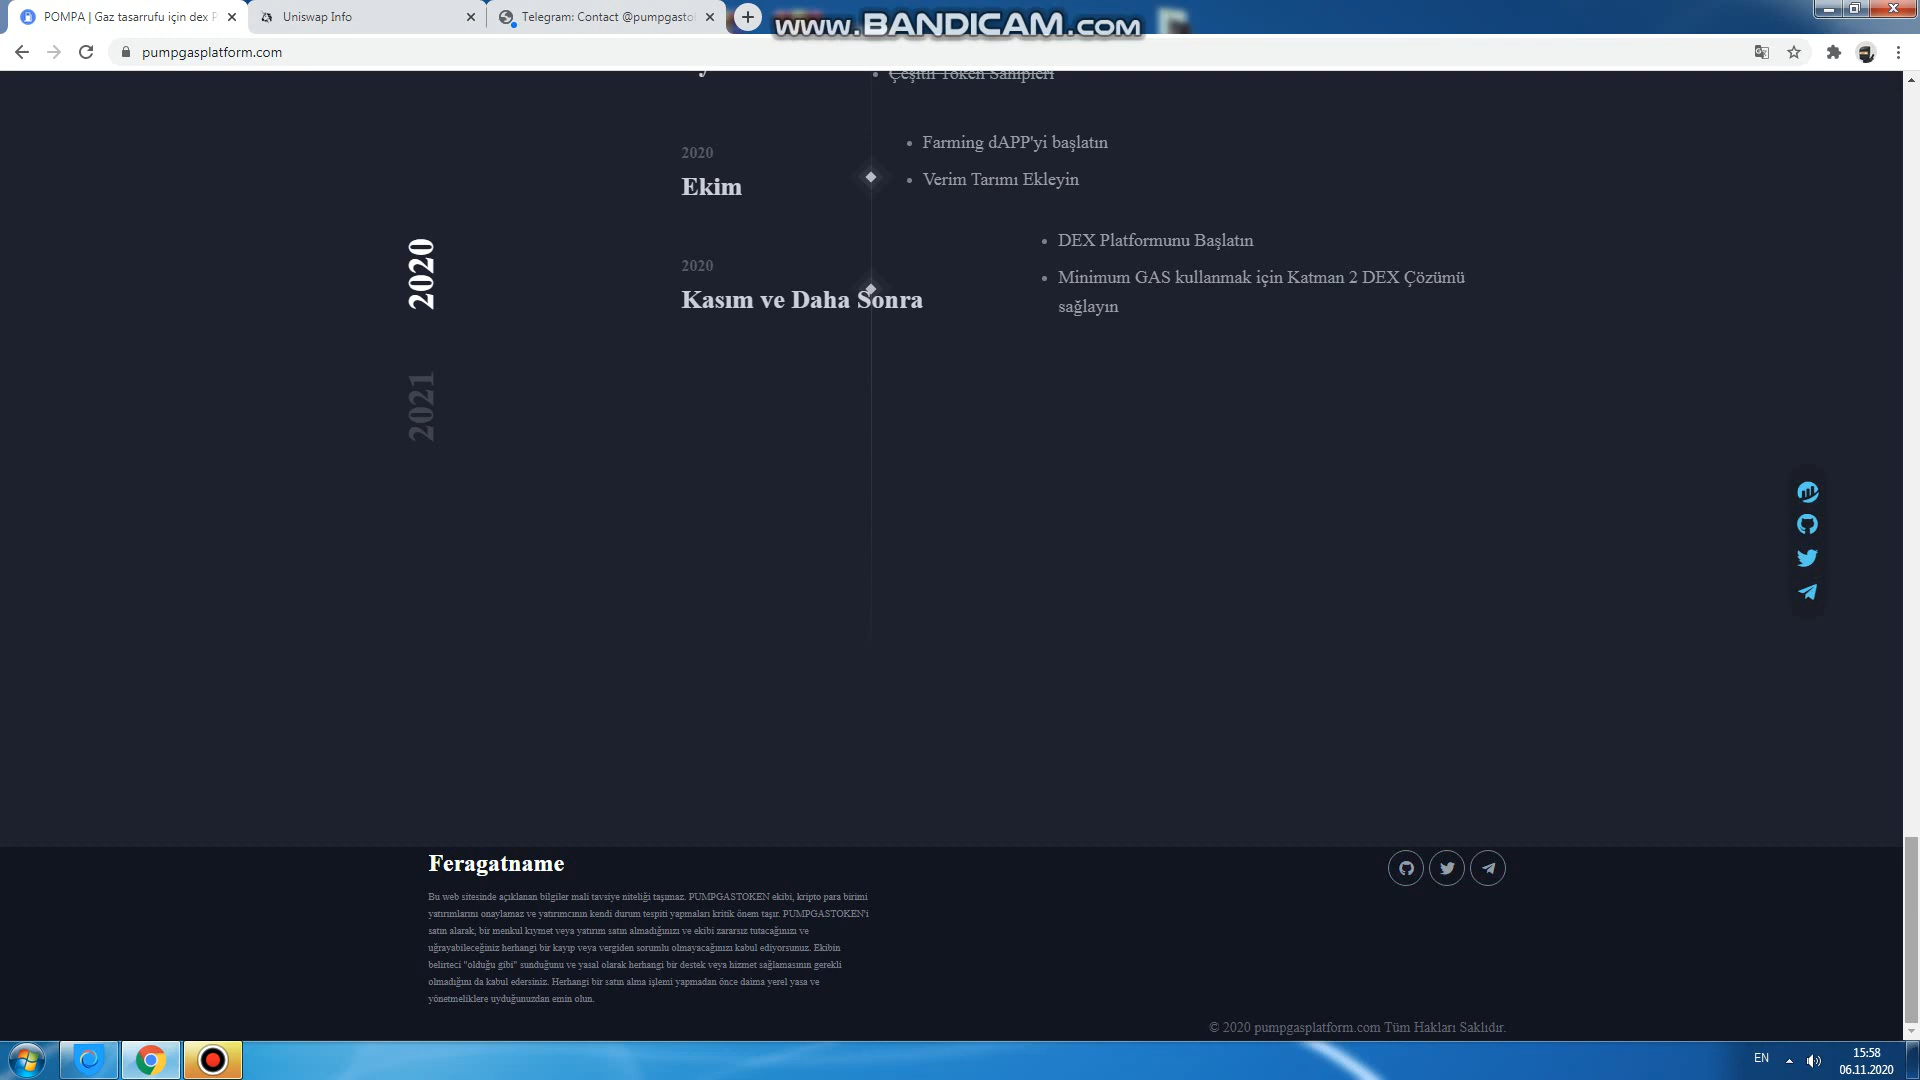 POMPA | Gaz tasarrufu için dex P
Uniswap Info
Telegram: Contact @pumpgastok
www.BANDICAM.com
pumpgasplatform.com
Çeşitli Token Sahipleri
2020
Ekim
Farming dAPP'yi başlatın
Verim Tarımı Ekleyin
2020
Kasım ve Daha Sonra
DEX Platformunu Başlatın
Minimum GAS kullanmak için Katman 2 DEX Çözümü
sağlayın
2020
2021
Feragatname
Bu web sitesinde açıklanan bilgiler mali tavsiye niteliği taşımaz. PUMPGASTOKEN ekibi, kripto para birimi
yatırımlarını onaylamaz ve yatırımcının kendi durum tespiti yapmaları kritik önem taşır. PUMPGASTOKEN'i
satın alarak, bir menkul kıymet veya yatırım satın almadığınızı ve ekibi zararsız tutacağınızı ve
uğrayabileceğiniz herhangi bir kayıp veya vergiden sorumlu olmayacağınızı kabul ediyorsunuz. Ekibin
belirteci "olduğu gibi" sunduğunu ve yasal olarak herhangi bir destek veya hizmet sağlamasının gerekli
olmadığını da kabul edersiniz. Herhangi bir satın alma işlemi yapmadan önce daima yerel yasa ve
yönetmeliklere uyduğunuzdan emin olun.
© 2020 pumpgasplatform.com Tüm Hakları Saklıdır.
EN
15:58
06.11.2020